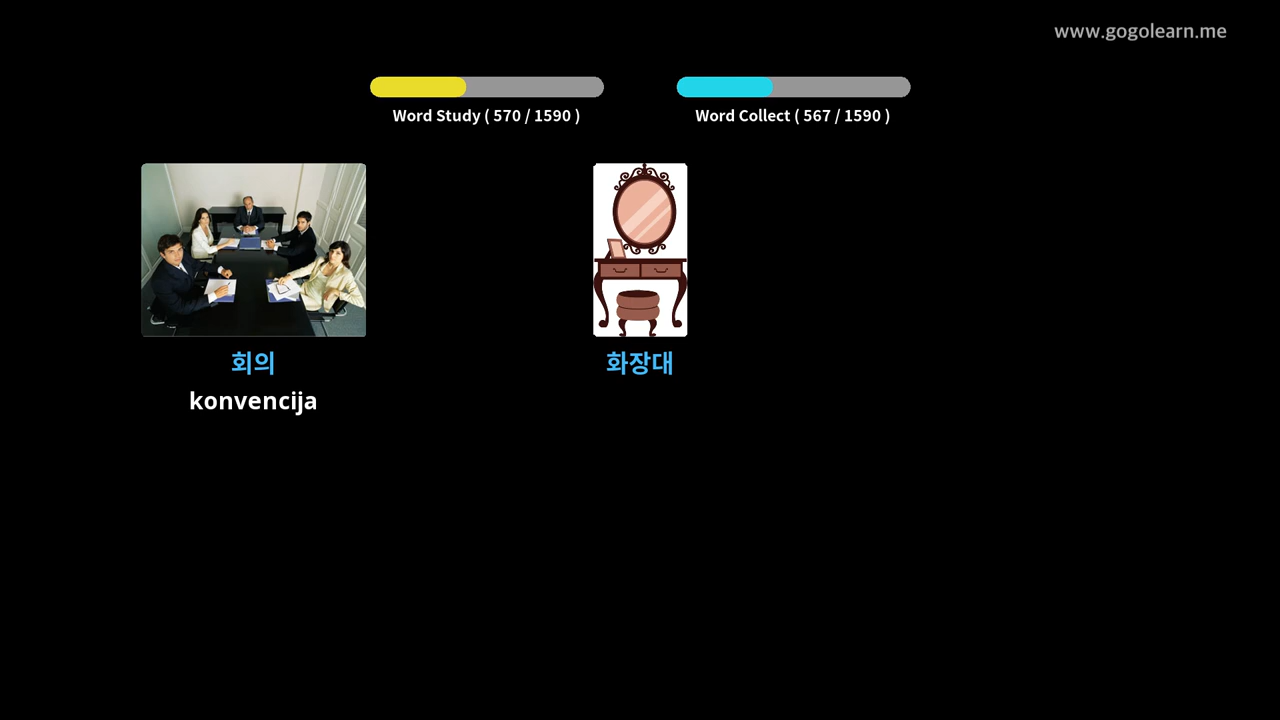 www.gogolearn.me
Word Study ( 570 / 1590 )
Word Collect ( 567 / 1590 )
회의
konvencija
화장대